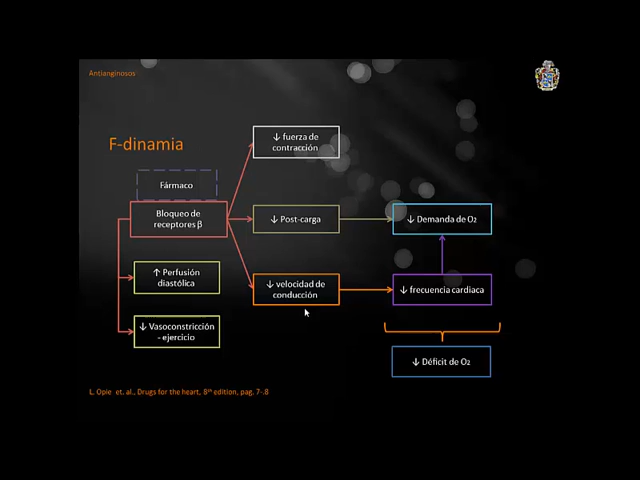 Antianginosos
F-dinamia
Fármaco
Bloqueo de
receptores β
↑ Perfusión
diastólica
↓ Vasoconstricción
- ejercicio
↓ fuerza de
contracción
↓ Post-carga
↓ velocidad de
conducción
↓ Demanda de O₂
↓ frecuencia cardiaca
↓ Déficit de O₂
L. Opie et. al., Drugs for the heart, 8th edition, pag. 7-.8